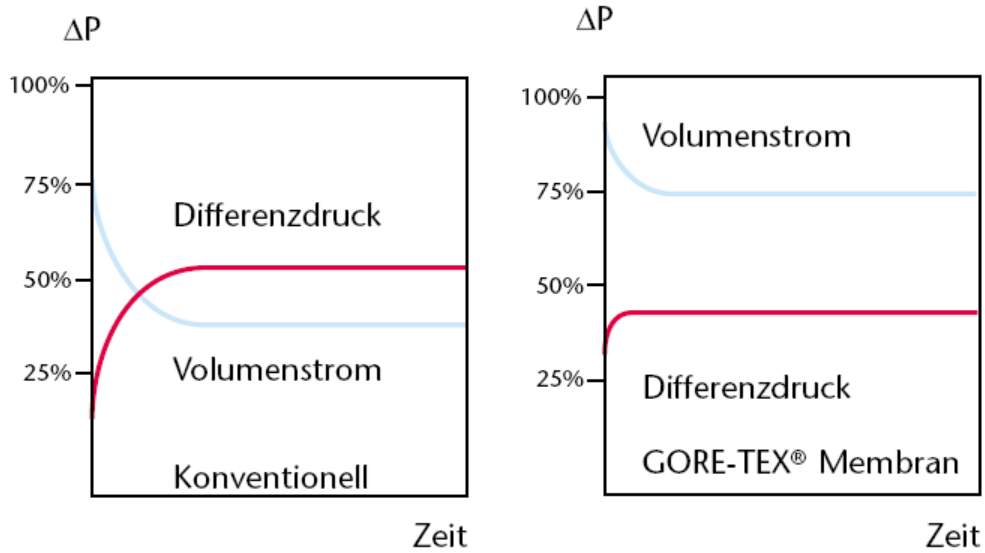 ΔP
100%
75%
50%
25%
Differenzdruck
Volumenstrom
Konventionell
Zeit
ΔP
100%
75%
50%
25%
Volumenstrom
Differenzdruck
GORE-TEX® Membran
Zeit